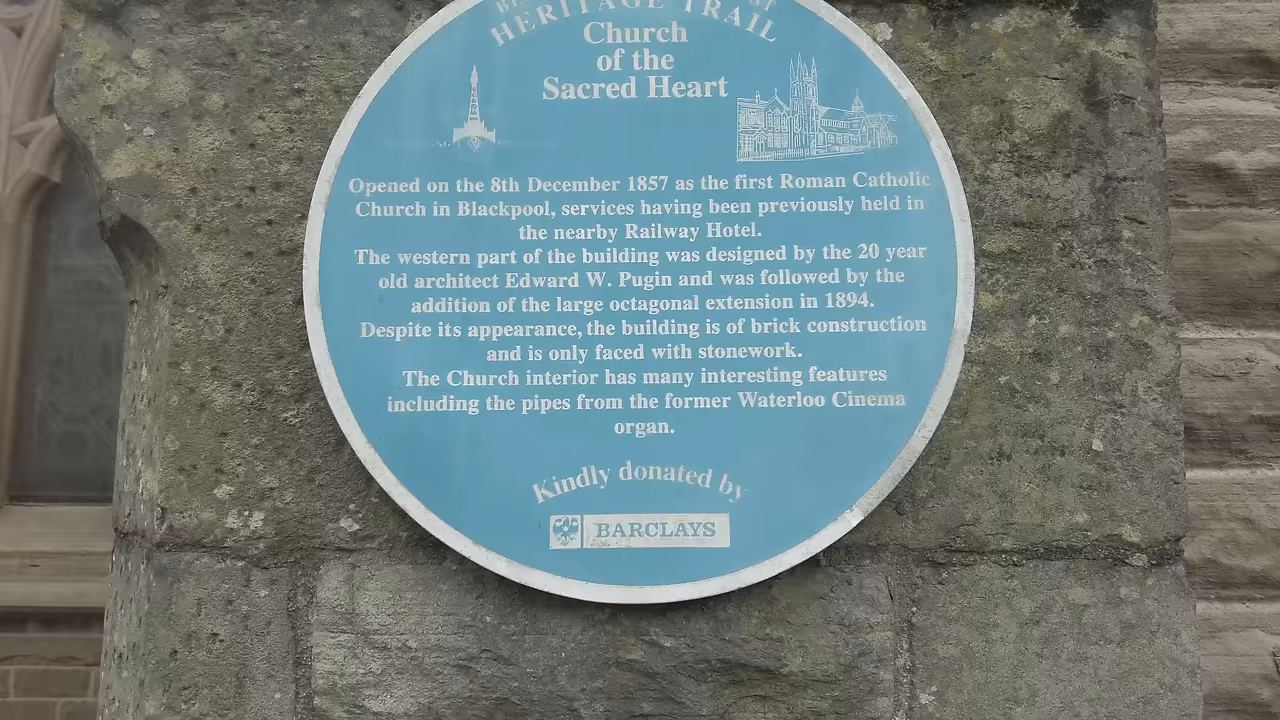 HERITAGE TRAIL
Church
of the
Sacred Heart
Opened on the 8th December 1857 as the first Roman Catholic
Church in Blackpool, services having been previously held in
the nearby Railway Hotel.
The western part of the building was designed by the 20 year
old architect Edward W. Pugin and was followed by the
addition of the large octagonal extension in 1894.
Despite its appearance, the building is of brick construction
and is only faced with stonework.
The Church interior has many interesting features
including the pipes from the former Waterloo Cinema
organ.
Kindly donated by
BARCLAYS